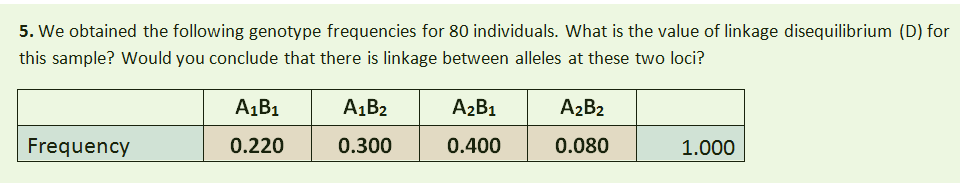 5. We obtained the following genotype frequencies for 80 individuals. What is the value of linkage disequilibrium (D) for
this sample? Would you conclude that there is linkage between alleles at these two loci?
A₁B₁ A₁B₂ A₂B₁ A₂B₂
Frequency 0.220 0.300 0.400 0.080 1.000